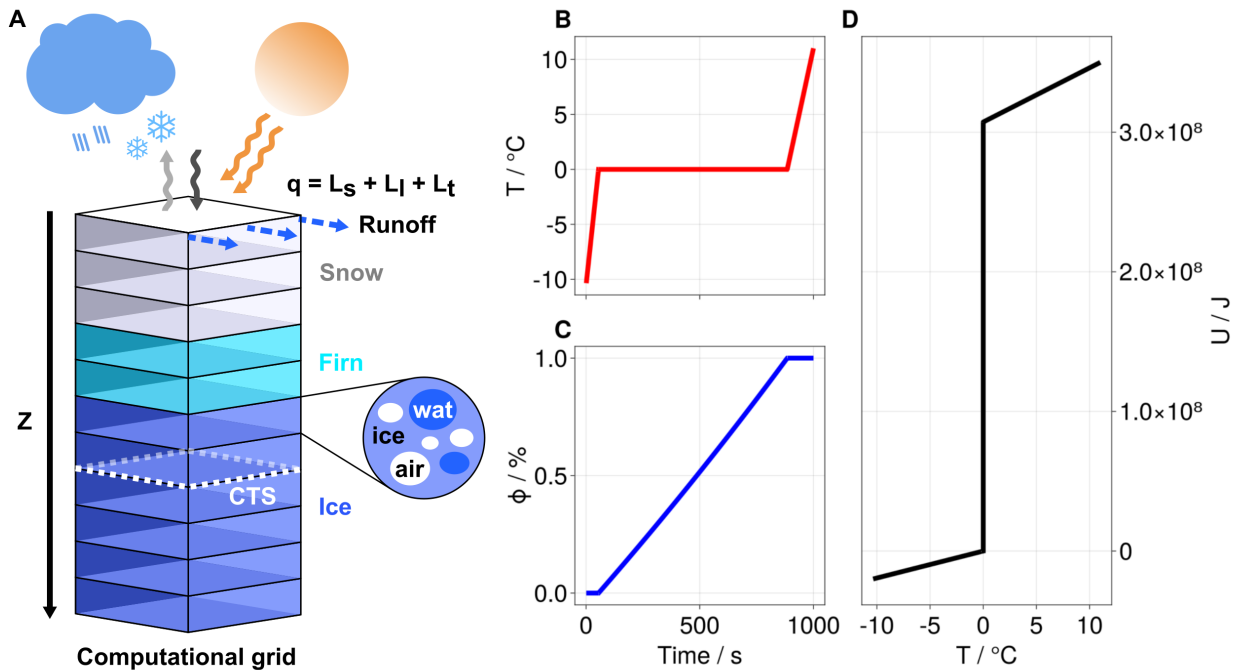 A
q = Ls + Ll + Lt
Runoff
Snow
Firn
Z
wat
ice
air
CTS
Ice
Computational grid
B
10
5
0
-5
-10
T / °C
C
1.0
0.5
0.0
ϕ / %
0
500
1000
Time / s
D
3.0×10⁸
2.0×10⁸
1.0×10⁸
0
U / J
-10
-5
0
5
10
T / °C